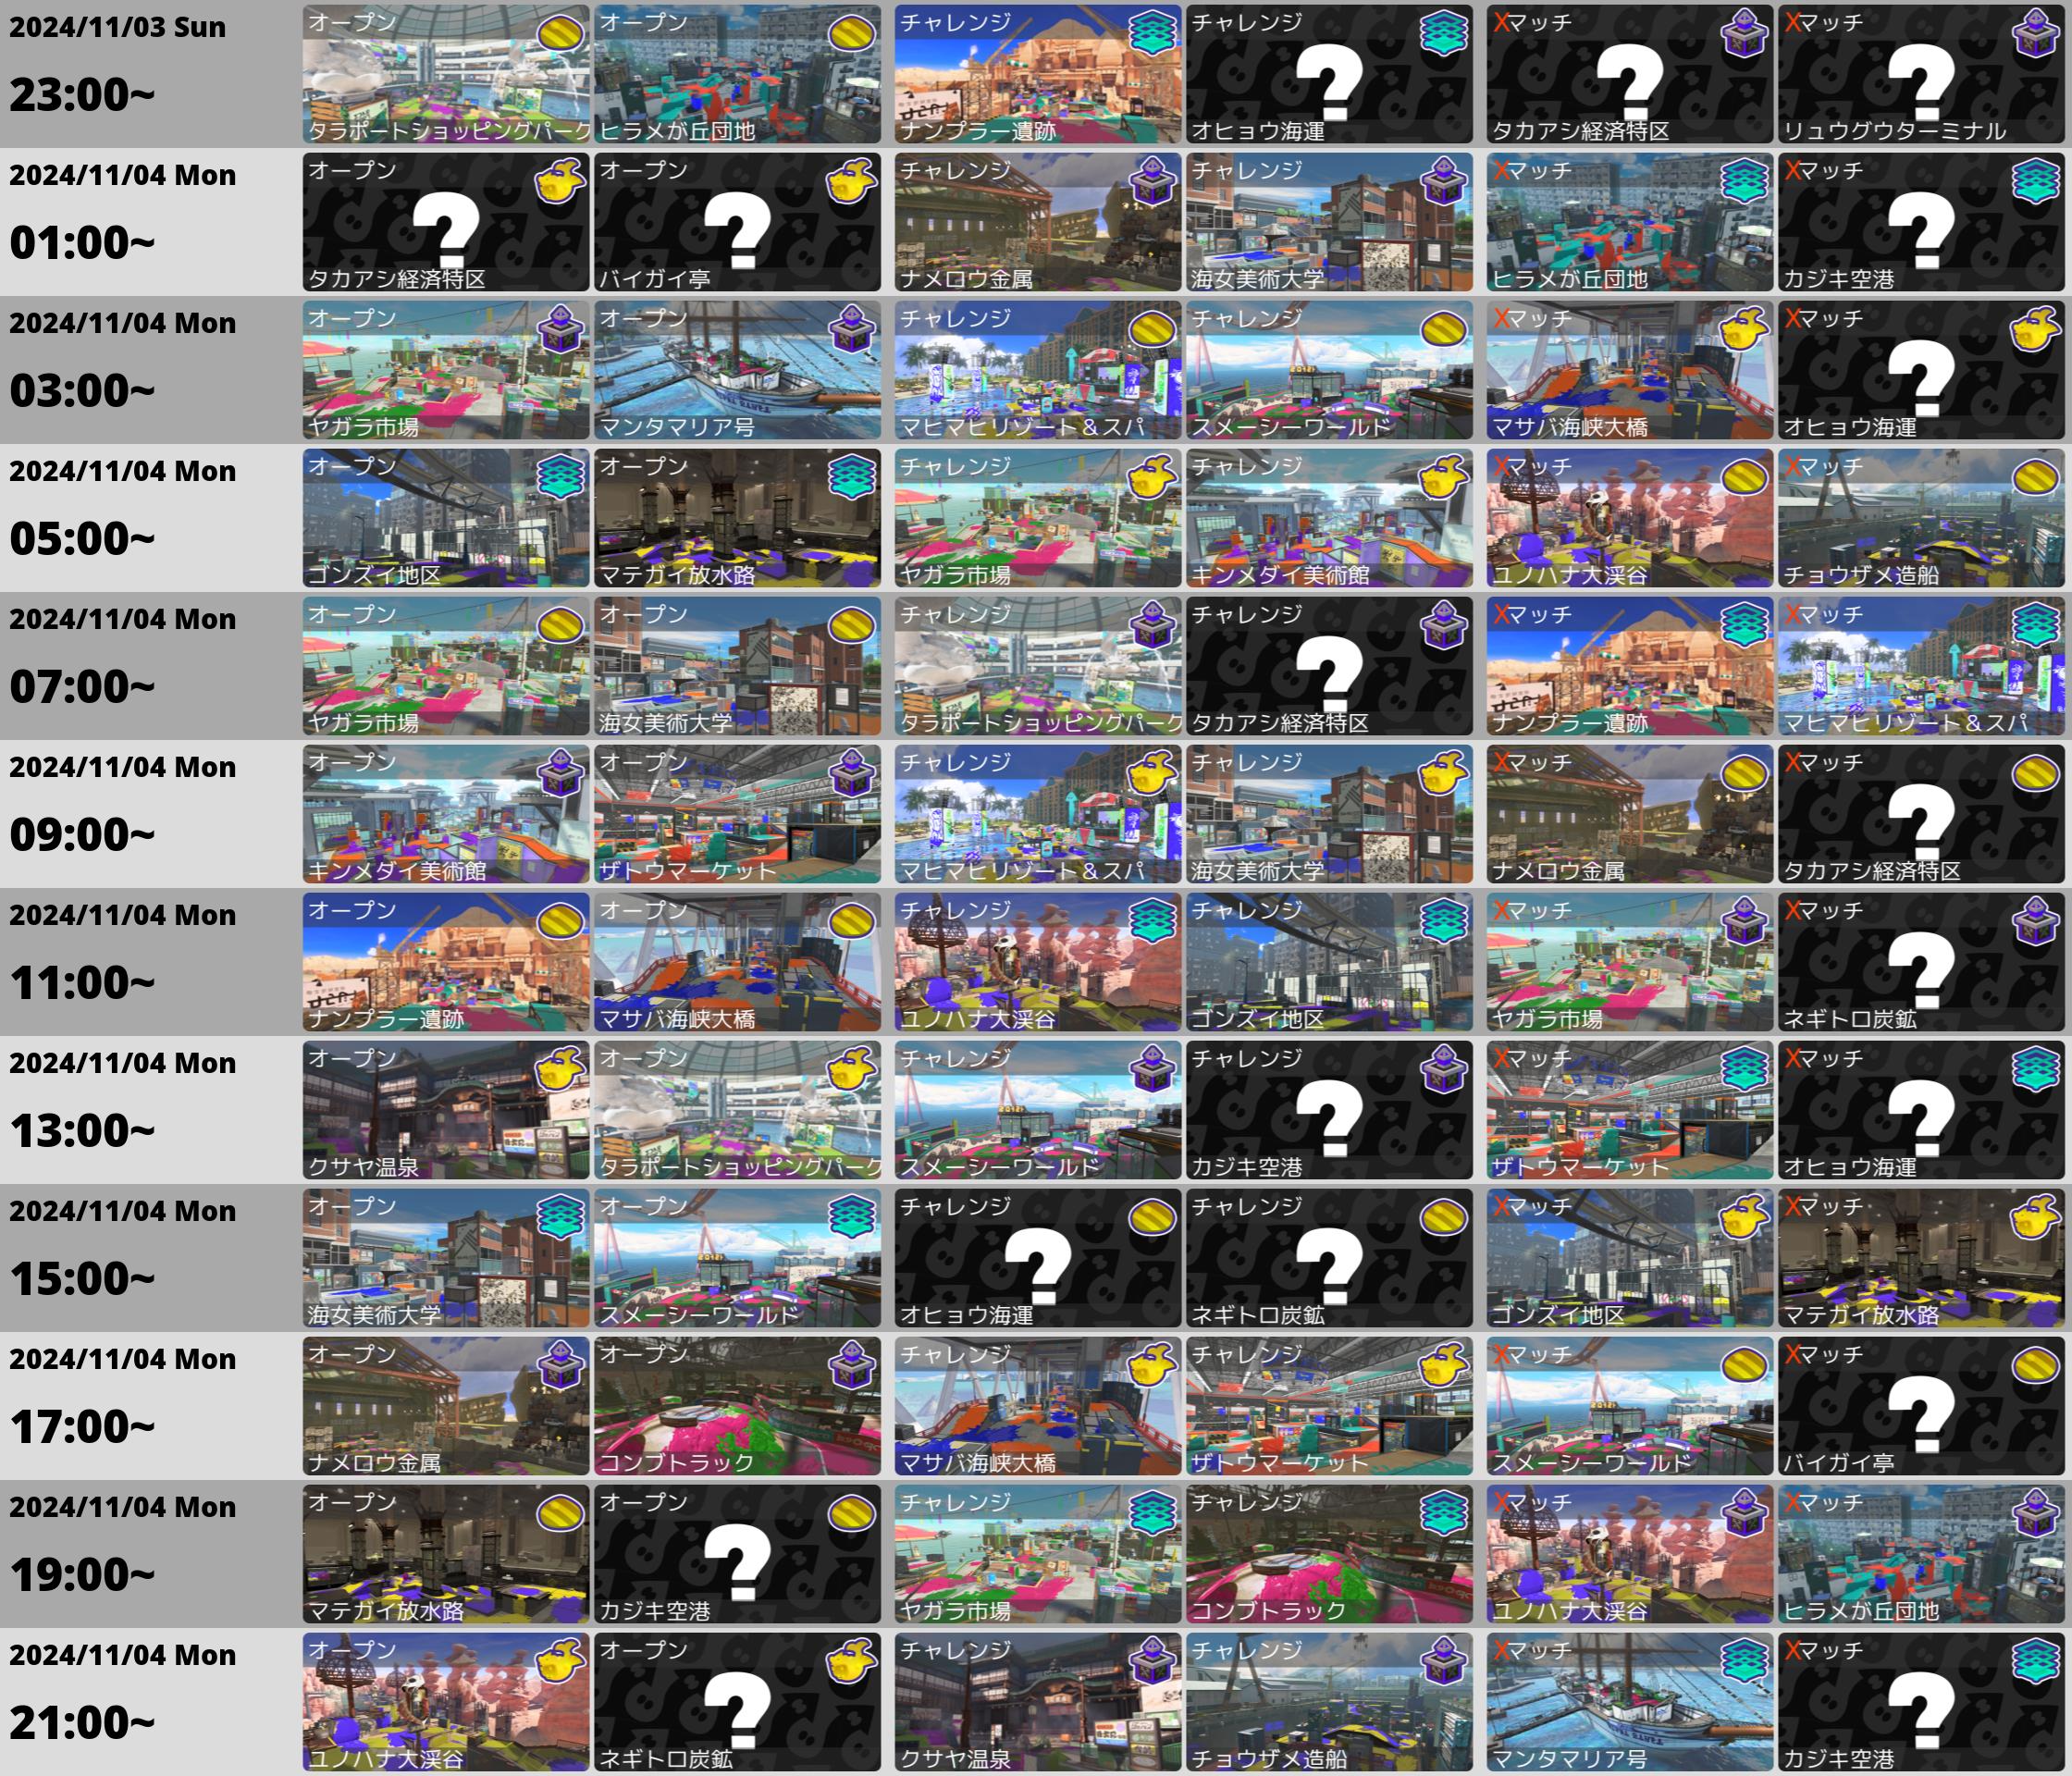 2024/11/03 Sun
23:00~
オープン
タラポートショッピングパーク
オープン
ヒラメが丘団地
チャレンジ
ナンプラー遺跡
チャレンジ
オヒョウ海運
Xマッチ
タカアシ経済特区
Xマッチ
リュウグウターミナル
2024/11/04 Mon
01:00~
オープン
タカアシ経済特区
オープン
バイガイ亭
チャレンジ
ナメロウ金属
チャレンジ
海女美術大学
Xマッチ
ヒラメが丘団地
Xマッチ
カジキ空港
2024/11/04 Mon
03:00~
オープン
ヤガラ市場
オープン
マンタマリア号
チャレンジ
マヒマヒリゾート＆スパ
チャレンジ
スメーシーワールド
Xマッチ
マサバ海峡大橋
Xマッチ
オヒョウ海運
2024/11/04 Mon
05:00~
オープン
ゴンズイ地区
オープン
マテガイ放水路
チャレンジ
ヤガラ市場
チャレンジ
キンメダイ美術館
Xマッチ
ユノハナ大渓谷
Xマッチ
チョウザメ造船
2024/11/04 Mon
07:00~
オープン
ヤガラ市場
オープン
海女美術大学
チャレンジ
タラポートショッピングパーク
チャレンジ
タカアシ経済特区
Xマッチ
ナンプラー遺跡
Xマッチ
マヒマヒリゾート＆スパ
2024/11/04 Mon
09:00~
オープン
キンメダイ美術館
オープン
ザトウマーケット
チャレンジ
マヒマヒリゾート＆スパ
チャレンジ
海女美術大学
Xマッチ
ナメロウ金属
Xマッチ
タカアシ経済特区
2024/11/04 Mon
11:00~
オープン
ナンプラー遺跡
オープン
マサバ海峡大橋
チャレンジ
ユノハナ大渓谷
チャレンジ
ゴンズイ地区
Xマッチ
ヤガラ市場
Xマッチ
ネギトロ炭鉱
2024/11/04 Mon
13:00~
オープン
クサヤ温泉
オープン
タラポートショッピングパーク
チャレンジ
スメーシーワールド
チャレンジ
カジキ空港
Xマッチ
ザトウマーケット
Xマッチ
オヒョウ海運
2024/11/04 Mon
15:00~
オープン
海女美術大学
オープン
スメーシーワールド
チャレンジ
オヒョウ海運
チャレンジ
ネギトロ炭鉱
Xマッチ
ゴンズイ地区
Xマッチ
マテガイ放水路
2024/11/04 Mon
17:00~
オープン
ナメロウ金属
オープン
コンブトラック
チャレンジ
マサバ海峡大橋
チャレンジ
ザトウマーケット
Xマッチ
スメーシーワールド
Xマッチ
バイガイ亭
2024/11/04 Mon
19:00~
オープン
マテガイ放水路
オープン
カジキ空港
チャレンジ
ヤガラ市場
チャレンジ
コンブトラック
Xマッチ
ユノハナ大渓谷
Xマッチ
ヒラメが丘団地
2024/11/04 Mon
21:00~
オープン
ユノハナ大渓谷
オープン
ネギトロ炭鉱
チャレンジ
クサヤ温泉
チャレンジ
チョウザメ造船
Xマッチ
マンタマリア号
Xマッチ
カジキ空港